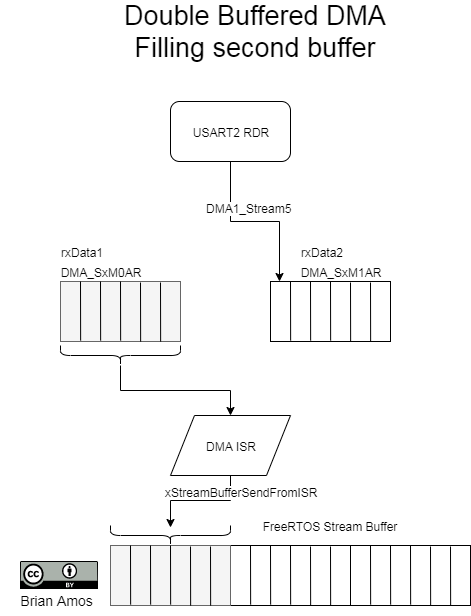 Double Buffered DMA
Filling second buffer
USART2 RDR
DMA1_Stream5
rxData1
DMA_SxM0AR
rxData2
DMA_SxM1AR
DMA ISR
xStreamBufferSendFromISR
FreeRTOS Stream Buffer
cc
BY
Brian Amos